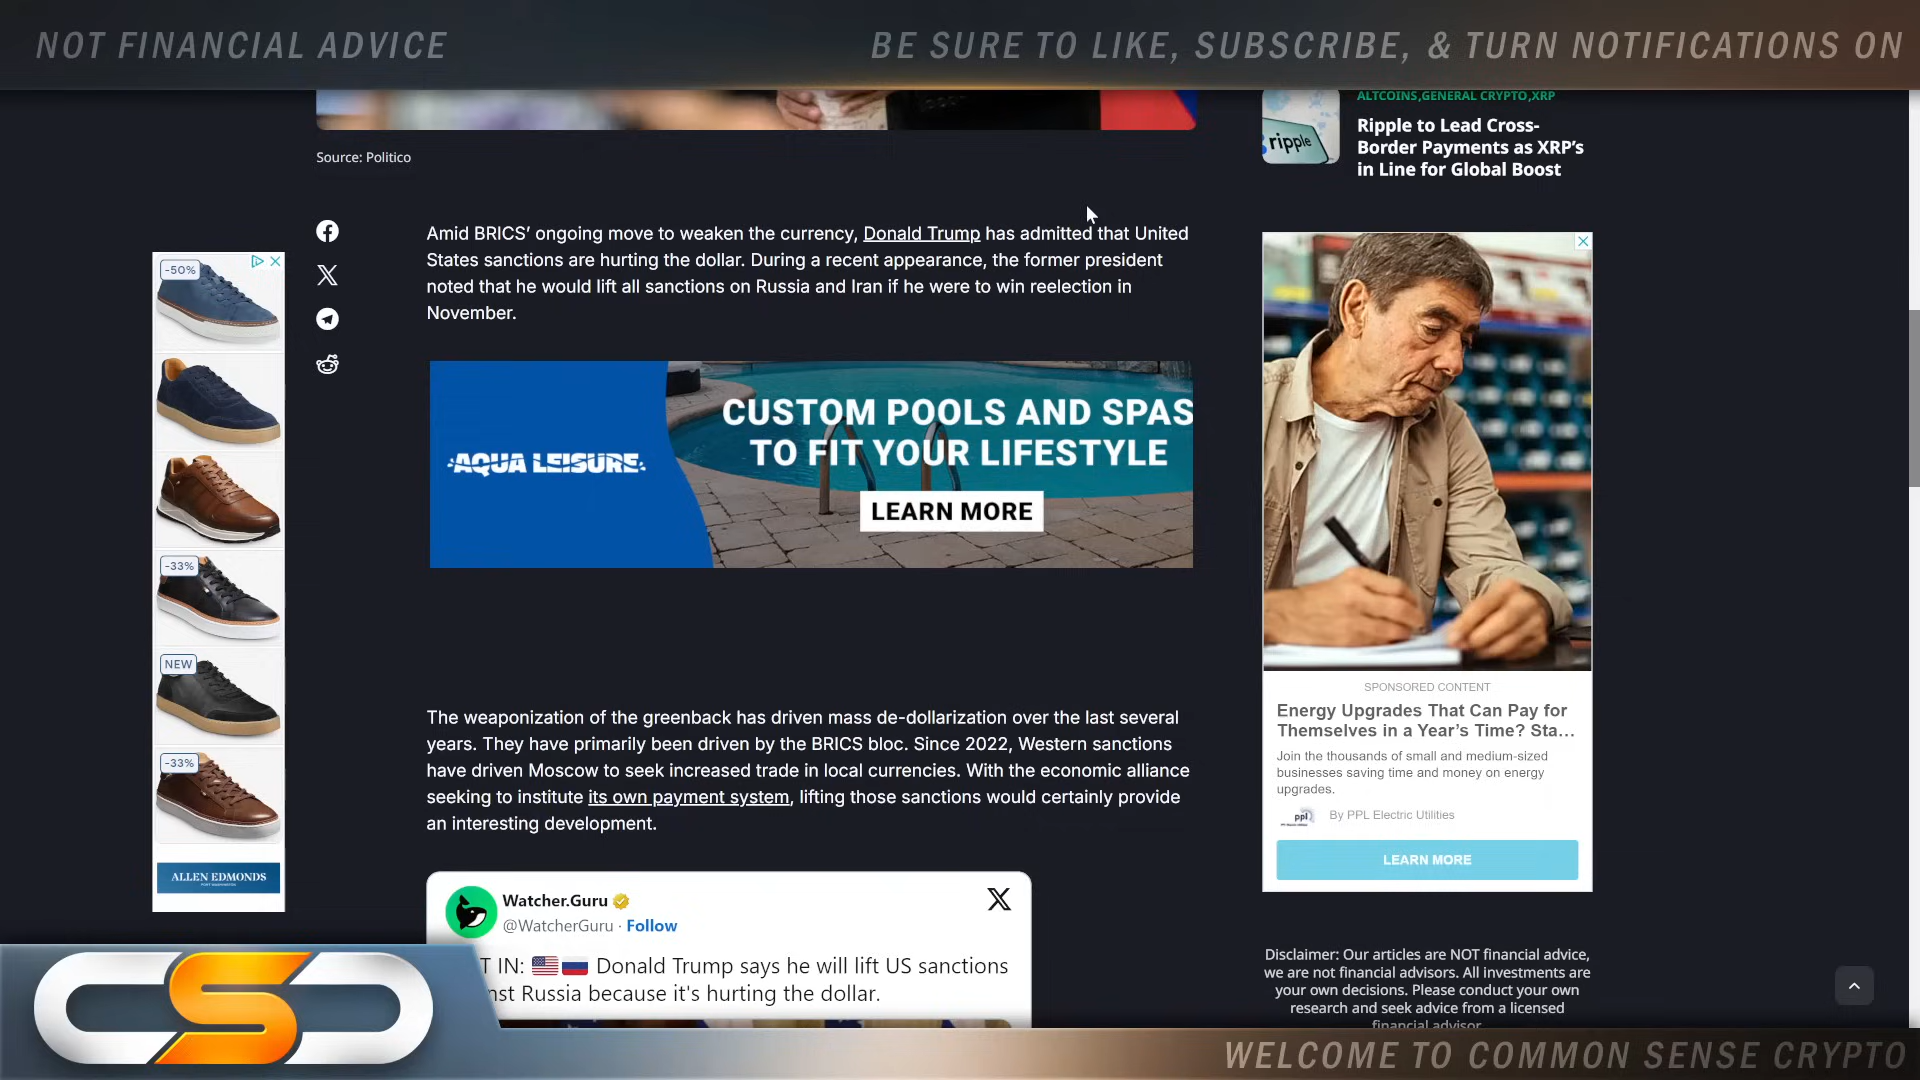 NOT FINANCIAL ADVICE
BE SURE TO LIKE, SUBSCRIBE, & TURN NOTIFICATIONS ON
Source: Politico
Amid BRICS’ ongoing move to weaken the currency, Donald Trump has admitted that United
States sanctions are hurting the dollar. During a recent appearance, the former president
noted that he would lift all sanctions on Russia and Iran if he were to win reelection in
November.
-50%
-33%
NEW
-33%
ALLEN EDMONDS
AQUA LEISURE
CUSTOM POOLS AND SPAS
TO FIT YOUR LIFESTYLE
LEARN MORE
The weaponization of the greenback has driven mass de-dollarization over the last several
years. They have primarily been driven by the BRICS bloc. Since 2022, Western sanctions
have driven Moscow to seek increased trade in local currencies. With the economic alliance
seeking to institute its own payment system, lifting those sanctions would certainly provide
an interesting development.
Watcher.Guru
@WatcherGuru · Follow
T IN: 🇺🇸🇷🇺 Donald Trump says he will lift US sanctions
nst Russia because it's hurting the dollar.
ALTCOINS,GENERAL CRYPTO,XRP
ripple
Ripple to Lead Cross-
Border Payments as XRP’s
in Line for Global Boost
SPONSORED CONTENT
Energy Upgrades That Can Pay for
Themselves in a Year’s Time? Sta...
Join the thousands of small and medium-sized
businesses saving time and money on energy
upgrades.
ppl
By PPL Electric Utilities
LEARN MORE
Disclaimer: Our articles are NOT financial advice,
we are not financial advisors. All investments are
your own decisions. Please conduct your own
research and seek advice from a licensed
financial advisor
CSC
WELCOME TO COMMON SENSE CRYPTO